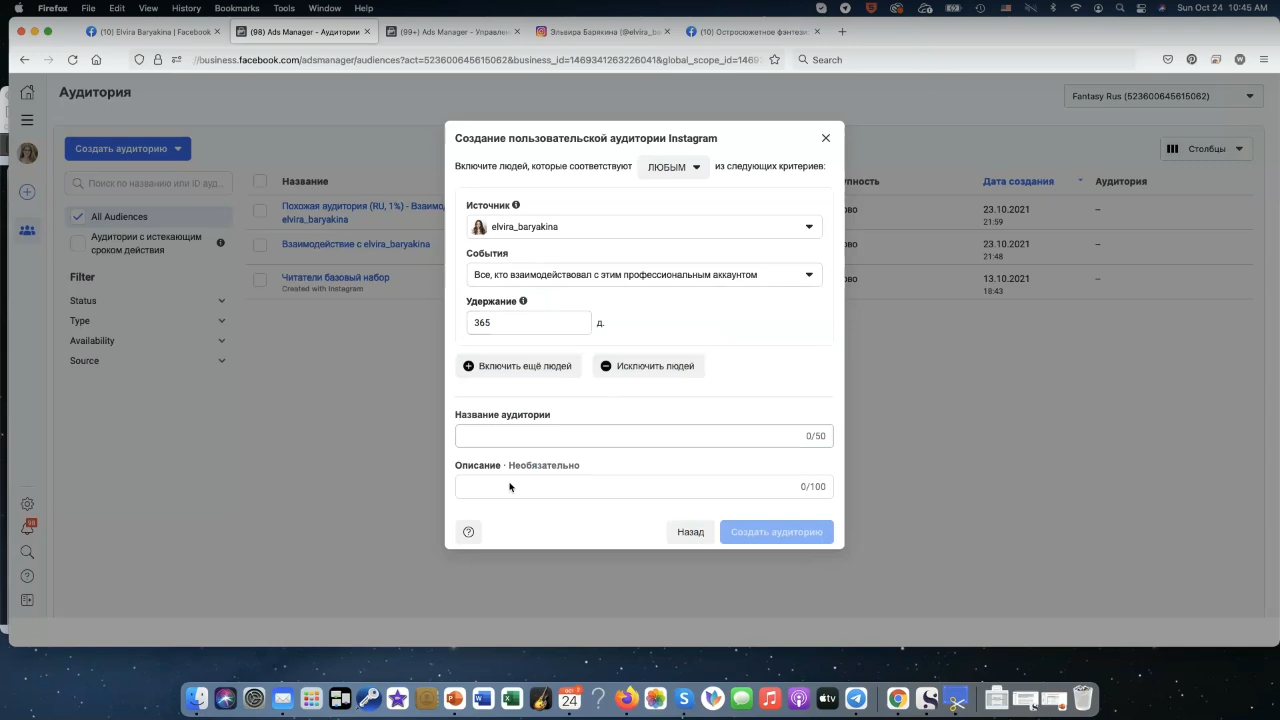 Firefox File Edit View History Bookmarks Tools Window Help Sun Oct 24 10:45 AM
(10) Elvira Baryakina | Facebook (98) Ads Manager - Аудитории (99+) Ads Manager - Управлен Эльвира Барякина (@elvira_ba (10) Остросюжетное фэнтези:
//business.facebook.com/adsmanager/audiences?act=523600645615062&business_id=1469341263226041&global_scope_id=1469 Search
Аудитория
Fantasy Rus (523600645615062)
Создать аудиторию
Столбцы
Поиск по названию или ID ауд...
Название
упность
Дата создания
Аудитория
All Audiences
Аудитории с истекающим
сроком действия
Похожая аудитория (RU, 1%) - Взаимо
elvira_baryakina
ово
23.10.2021
21:59
–
Взаимодействие с elvira_baryakina
ово
23.10.2021
21:48
–
Читатели базовый набор
Created with Instagram
ово
13.10.2021
18:43
–
Filter
Status
Type
Availability
Source
98
Создание пользовательской аудитории Instagram
Включите людей, которые соответствуют ЛЮБЫМ из следующих критериев:
Источник
elvira_baryakina
События
Все, кто взаимодействовал с этим профессиональным аккаунтом
Удержание
365 д.
Включить ещё людей Исключить людей
Название аудитории
0/50
Описание · Необязательно
0/100
Назад Создать аудиторию